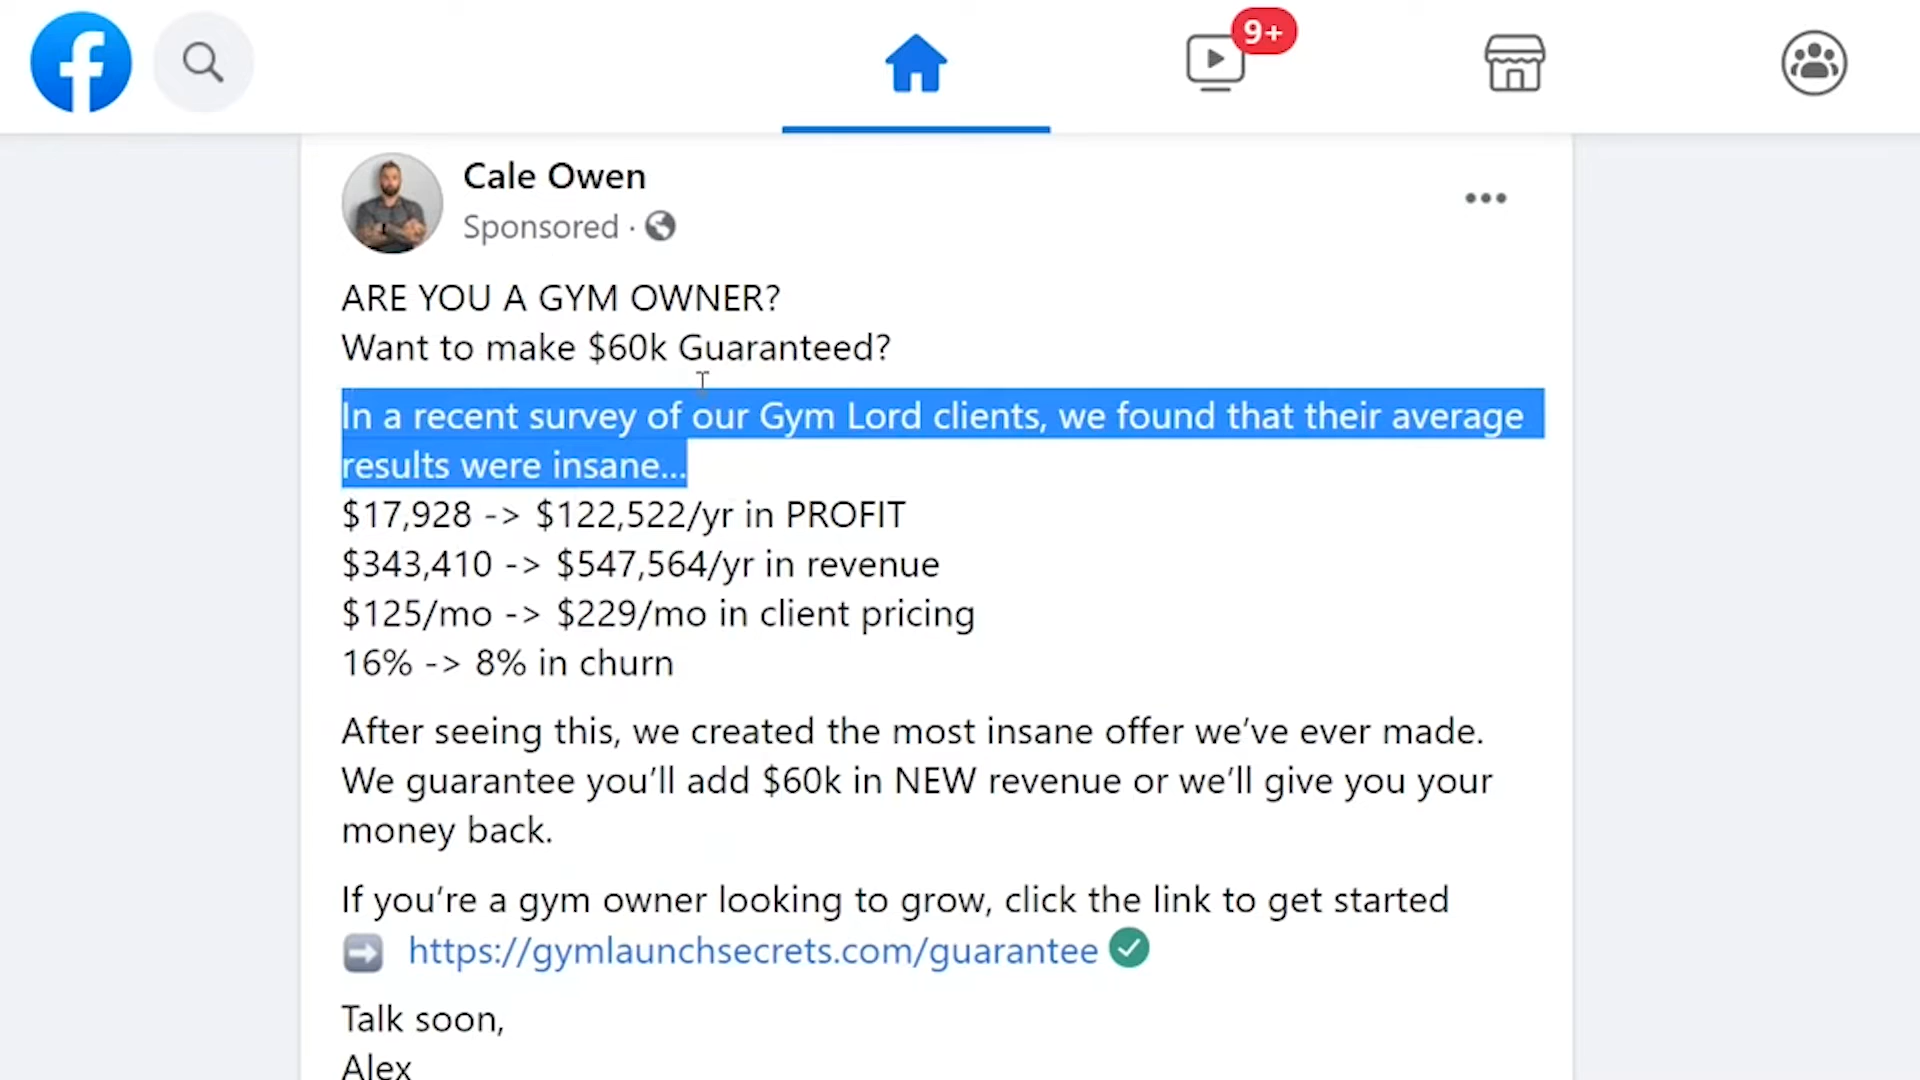 9+
Cale Owen
Sponsored ·
ARE YOU A GYM OWNER?
Want to make $60k Guaranteed?
In a recent survey of our Gym Lord clients, we found that their average
results were insane...
$17,928 -> $122,522/yr in PROFIT
$343,410 -> $547,564/yr in revenue
$125/mo -> $229/mo in client pricing
16% -> 8% in churn
After seeing this, we created the most insane offer we’ve ever made.
We guarantee you’ll add $60k in NEW revenue or we’ll give you your
money back.
If you’re a gym owner looking to grow, click the link to get started
https://gymlaunchsecrets.com/guarantee
Talk soon,
Alex